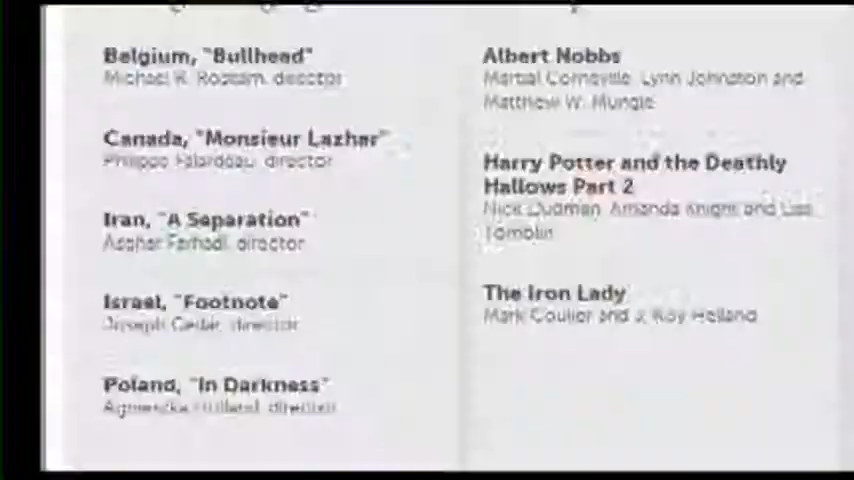 Belgium, "Bullhead"
Michael R. Roskam, director
Canada, "Monsieur Lazhar"
Philippe Falardeau, director
Iran, "A Separation"
Asghar Farhadi, director
Israel, "Footnote"
Joseph Cedar, director
Poland, "In Darkness"
Agnieszka Holland, director
Albert Nobbs
Martial Corneville, Lynn Johnston and
Matthew W. Mungle
Harry Potter and the Deathly
Hallows Part 2
Nick Dudman, Amanda Knight and Lisa
Tomblin
The Iron Lady
Mark Coulier and J. Roy Helland